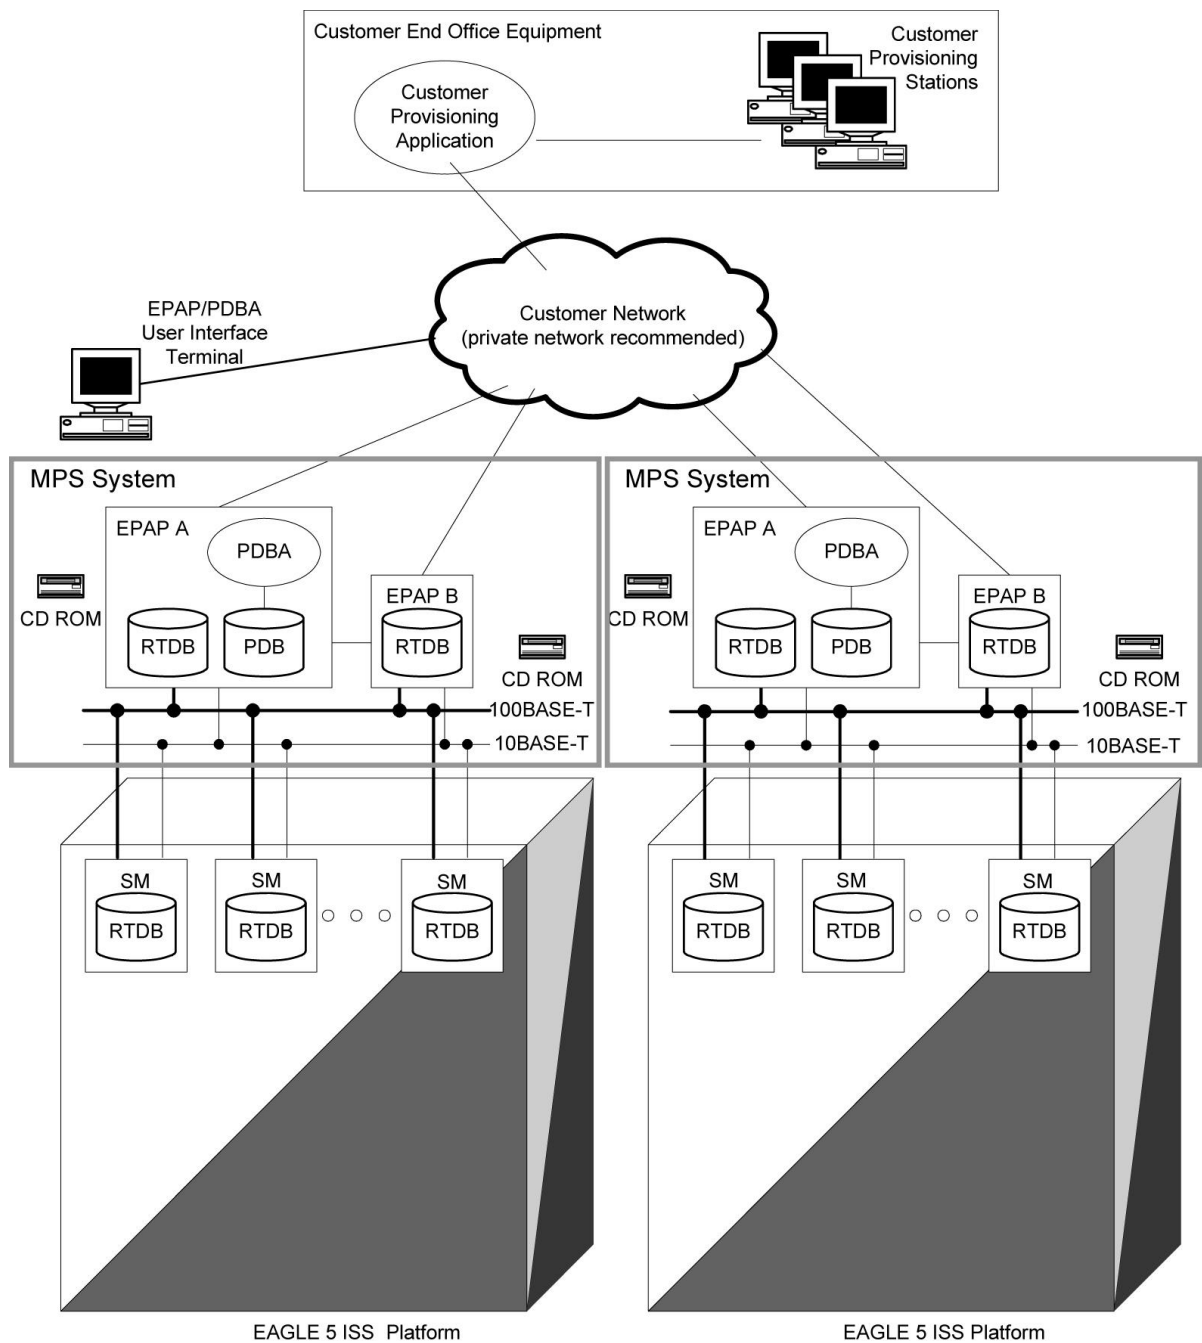 Customer End Office Equipment
Customer
Provisioning
Stations
Customer
Provisioning
Application
Customer Network
(private network recommended)
EPAP/PDBA
User Interface
Terminal
MPS System
EPAP A
PDBA
CD ROM
RTDB
PDB
EPAP B
RTDB
CD ROM
100BASE-T
10BASE-T
MPS System
EPAP A
PDBA
CD ROM
RTDB
PDB
EPAP B
RTDB
CD ROM
100BASE-T
10BASE-T
SM
RTDB
SM
RTDB
SM
RTDB
EAGLE 5 ISS Platform
SM
RTDB
SM
RTDB
SM
RTDB
EAGLE 5 ISS Platform